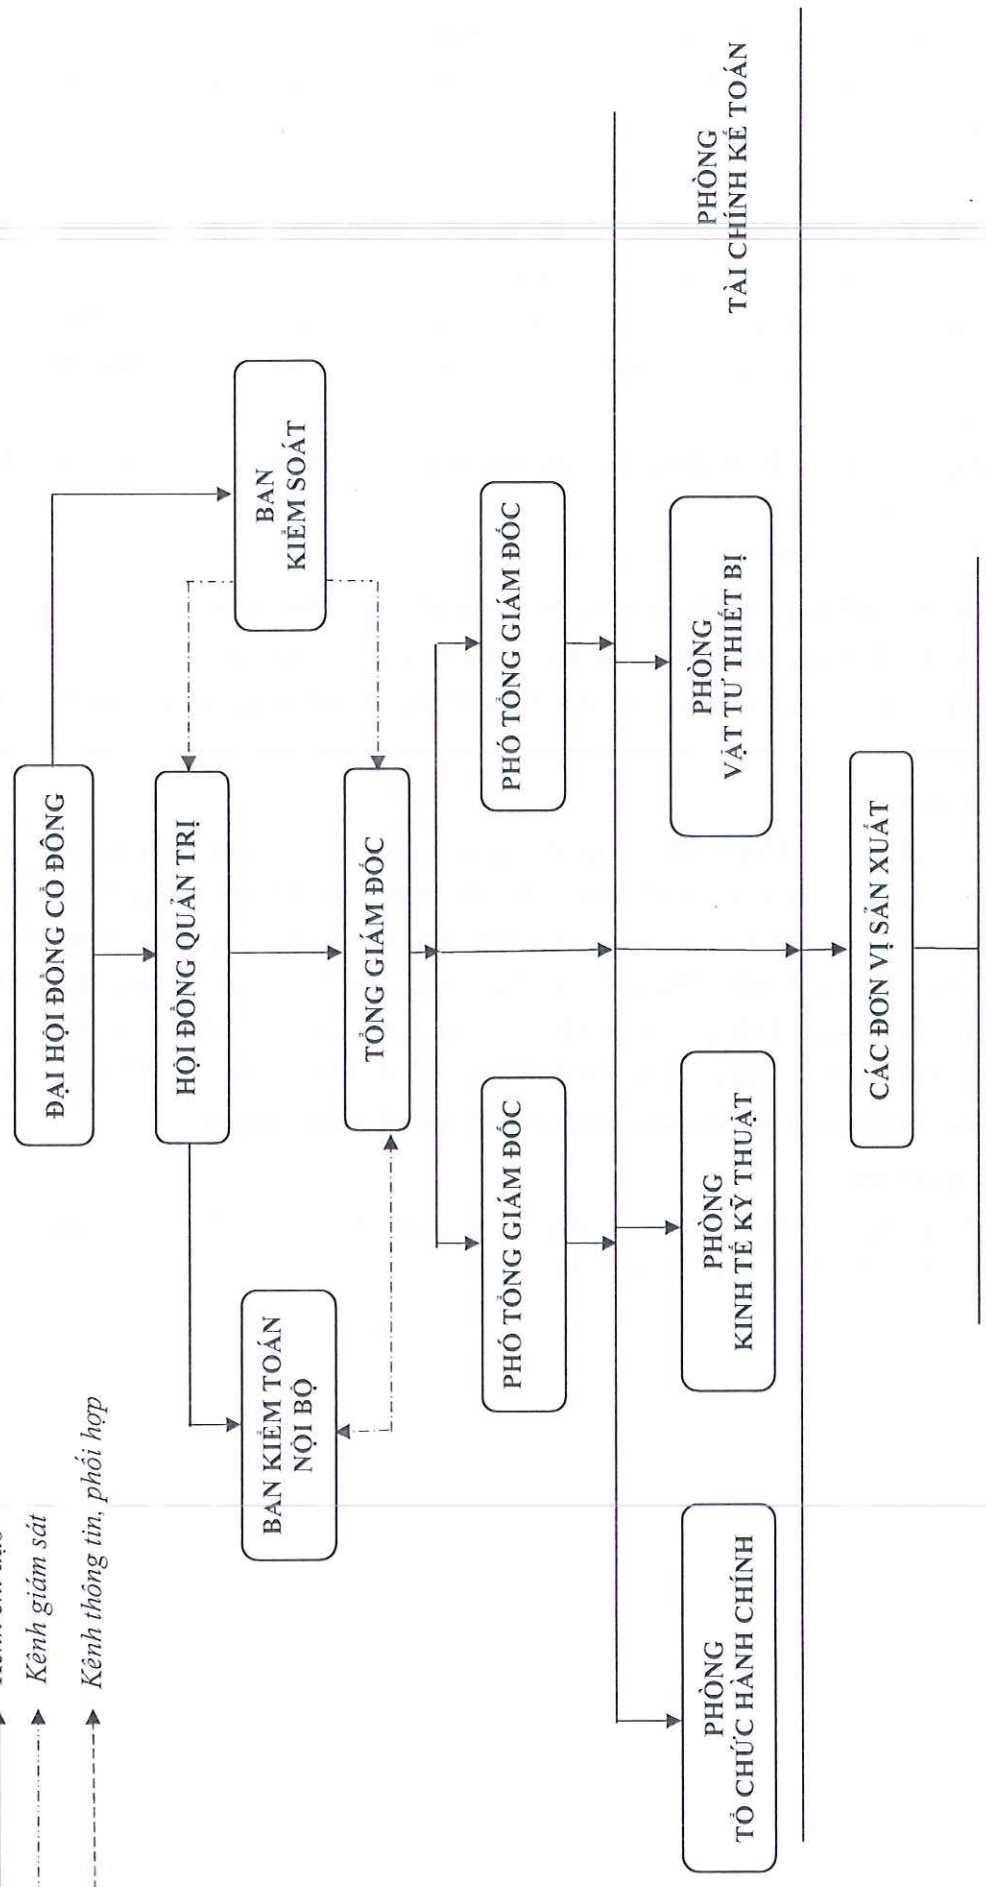 Kênh giám sát
Kênh thông tin, phối hợp
ĐẠI HỘI ĐỒNG CỔ ĐÔNG
HỘI ĐỒNG QUẢN TRỊ
BAN KIỂM TOÁN
NỘI BỘ
BAN
KIỂM SOÁT
TỔNG GIÁM ĐỐC
PHÓ TỔNG GIÁM ĐỐC
PHÓ TỔNG GIÁM ĐỐC
PHÒNG
TỔ CHỨC HÀNH CHÍNH
PHÒNG
KINH TẾ KỸ THUẬT
PHÒNG
VẬT TƯ THIẾT BỊ
PHÒNG
TÀI CHÍNH KẾ TOÁN
CÁC ĐƠN VỊ SẢN XUẤT